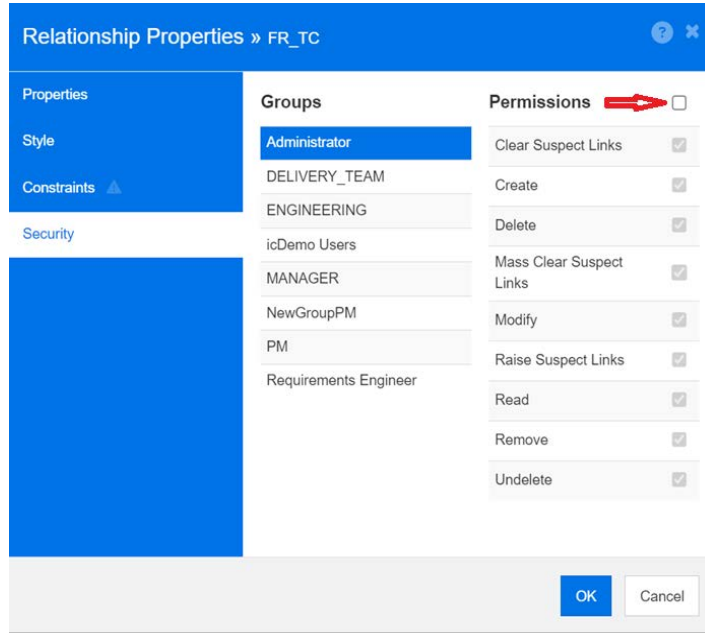 Relationship Properties » FR_TC
Properties
Style
Constraints
Security
Groups
Administrator
DELIVERY_TEAM
ENGINEERING
icDemo Users
MANAGER
NewGroupPM
PM
Requirements Engineer
Permissions
Clear Suspect Links
Create
Delete
Mass Clear Suspect
Links
Modify
Raise Suspect Links
Read
Remove
Undelete
OK
Cancel